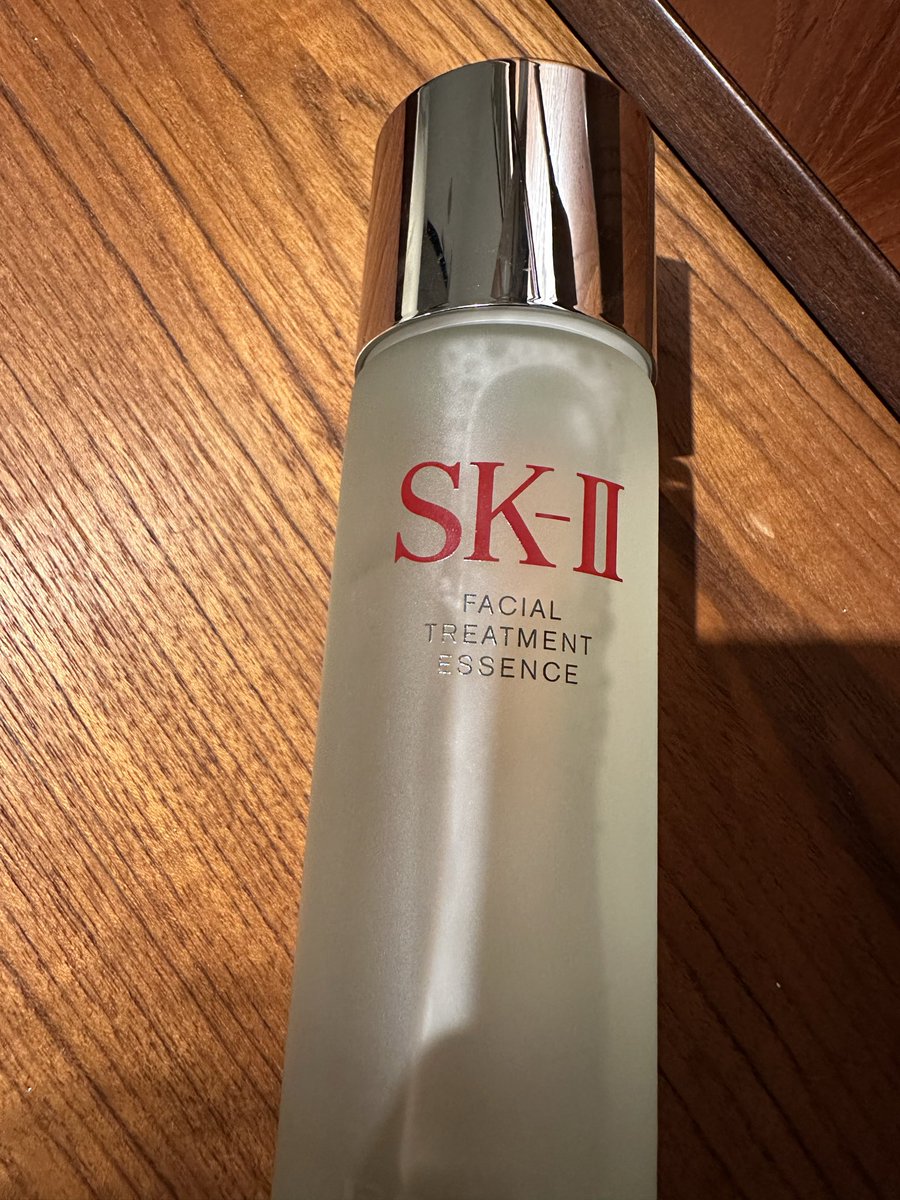 SK-II
FACIAL
TREATMENT
ESSENCE